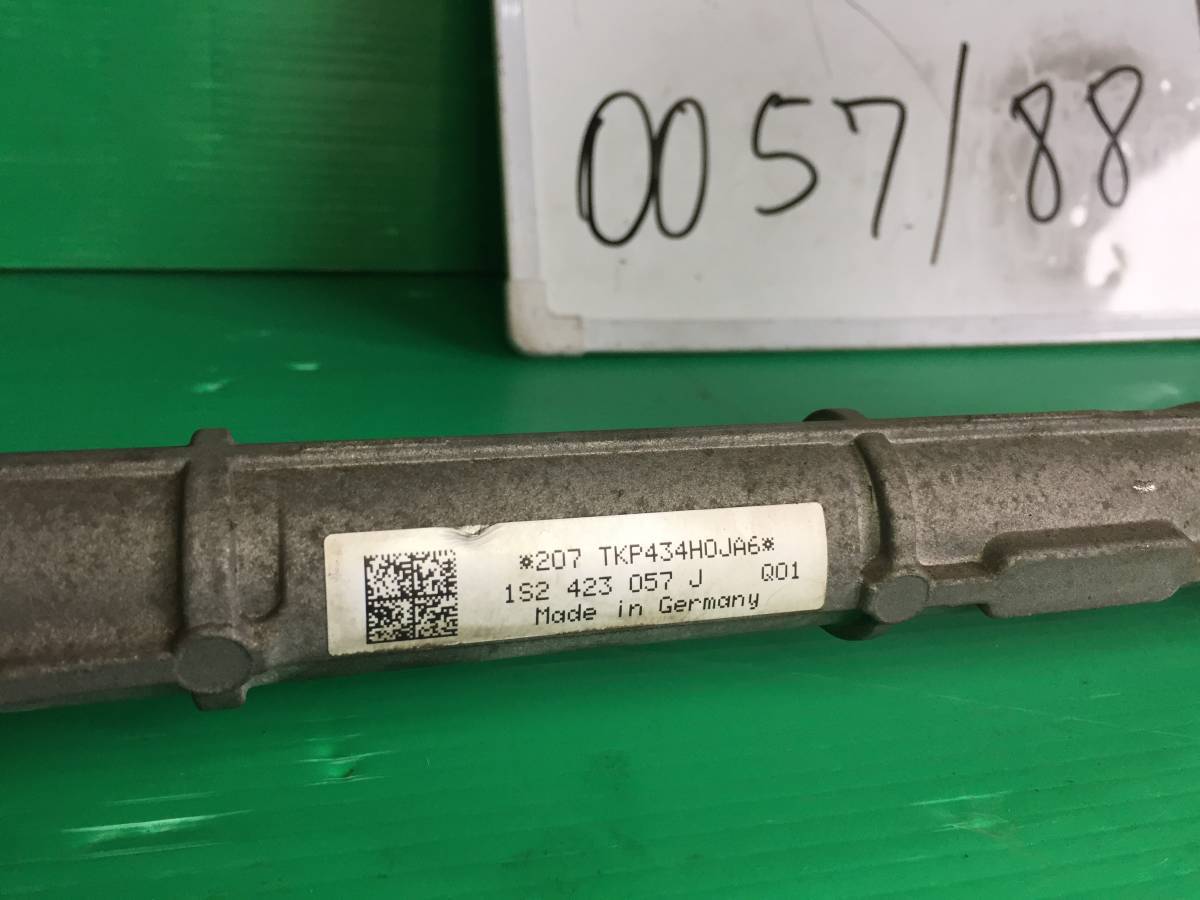 0057/88
*207 TKP434H0JA6*
1S2 423 057 J Q01
Made in Germany